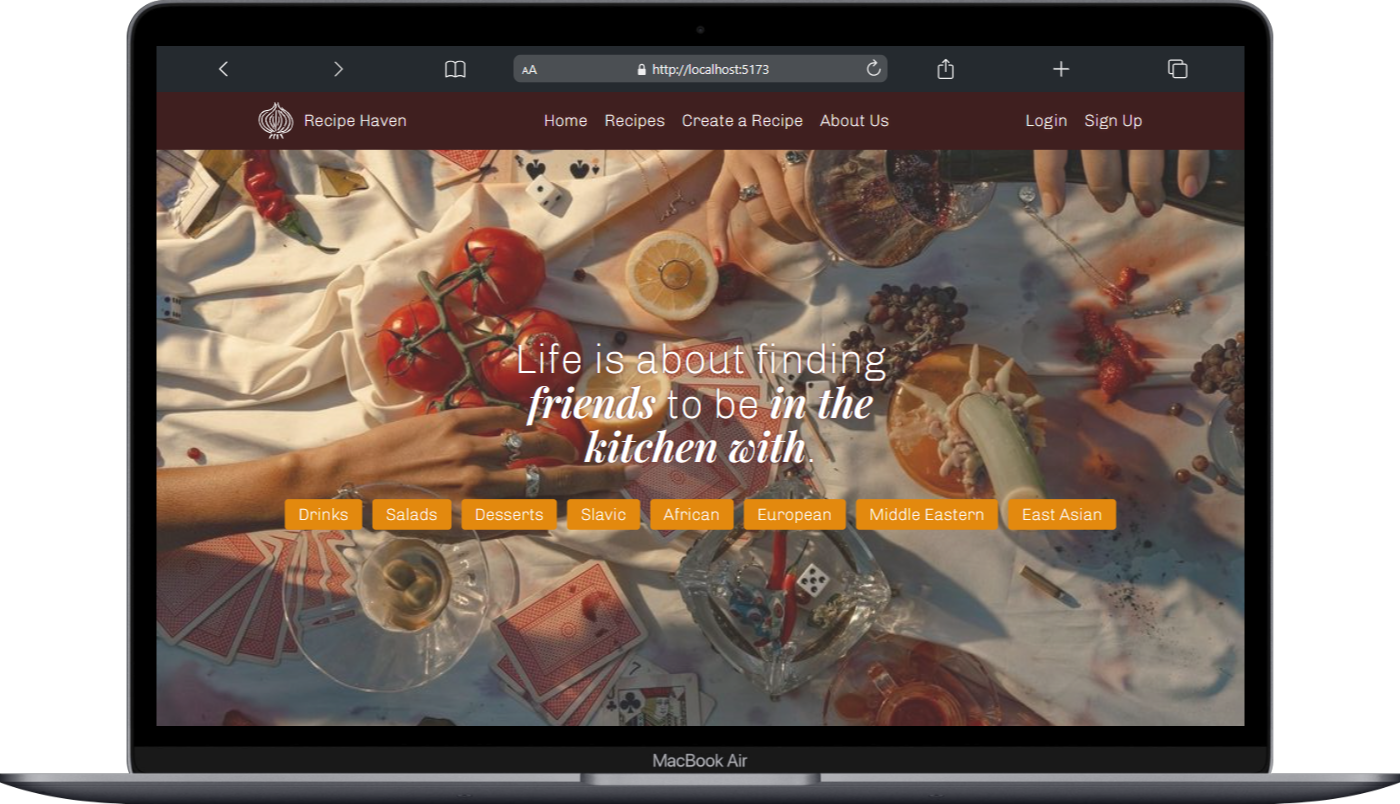 AA
http://localhost:5173
Recipe Haven
Home Recipes Create a Recipe About Us
Login Sign Up
Life is about finding
friends to be in the
kitchen with.
Drinks Salads Desserts Slavic African European Middle Eastern East Asian
7
MacBook Air